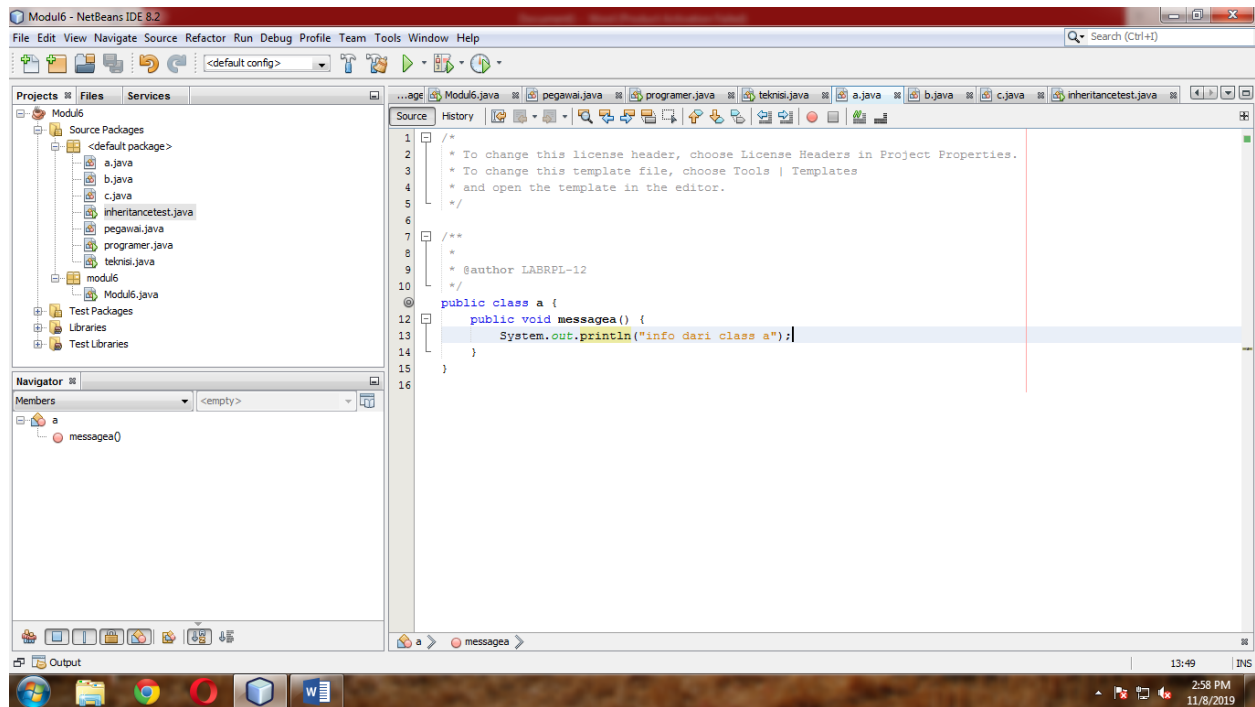 Modul6 - NetBeans IDE 8.2
File Edit View Navigate Source Refactor Run Debug Profile Team Tools Window Help
Search (Ctrl+I)
<default config>
Projects Files Services
Modul6
Source Packages
<default package>
a.java
b.java
c.java
inheritancetest.java
pegawai.java
programer.java
teknisi.java
modul6
Modul6.java
Test Packages
Libraries
Test Libraries
Navigator
Members <empty>
a
messagea()
...age Modul6.java pegawai.java programer.java teknisi.java a.java b.java c.java inheritancetest.java
Source History
1 /*
2 * To change this license header, choose License Headers in Project Properties.
3 * To change this template file, choose Tools | Templates
4 * and open the template in the editor.
5 */
6
7 /**
8 *
9 * @author LABRPL-12
10 */
public class a {
12 public void messagea() {
13 System.out.println("info dari class a");
14 }
15 }
16
a messagea
Output
13:49 INS
2:58 PM
11/8/2019